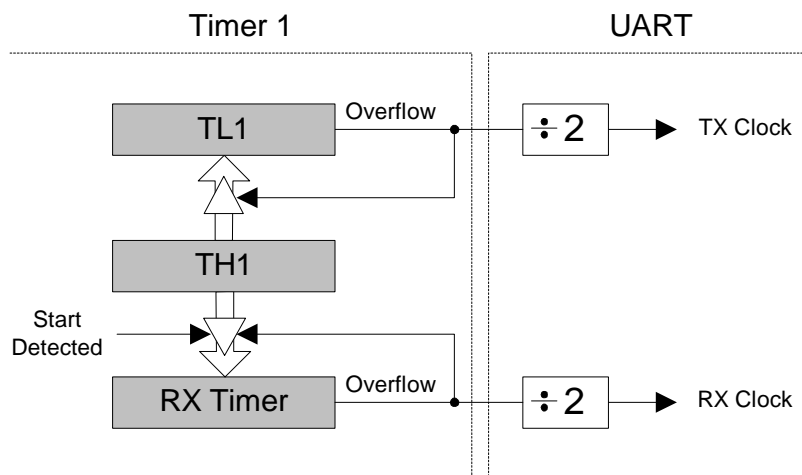 Timer 1
UART
TL1
Overflow
÷ 2
TX Clock
TH1
Start
Detected
RX Timer
Overflow
÷ 2
RX Clock